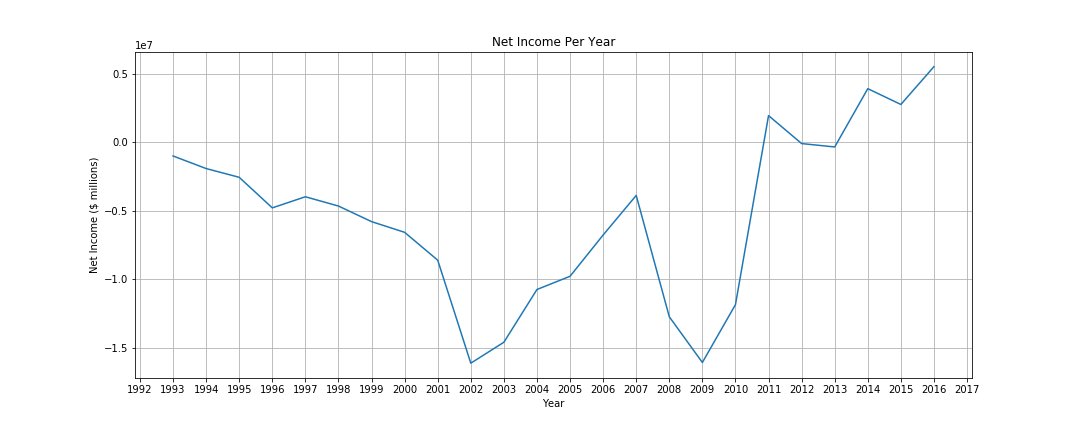 Net Income Per Year
1e7
0.5
0.0
−0.5
−1.0
−1.5
Net Income ($ millions)
1992 1993 1994 1995 1996 1997 1998 1999 2000 2001 2002 2003 2004 2005 2006 2007 2008 2009 2010 2011 2012 2013 2014 2015 2016 2017
Year